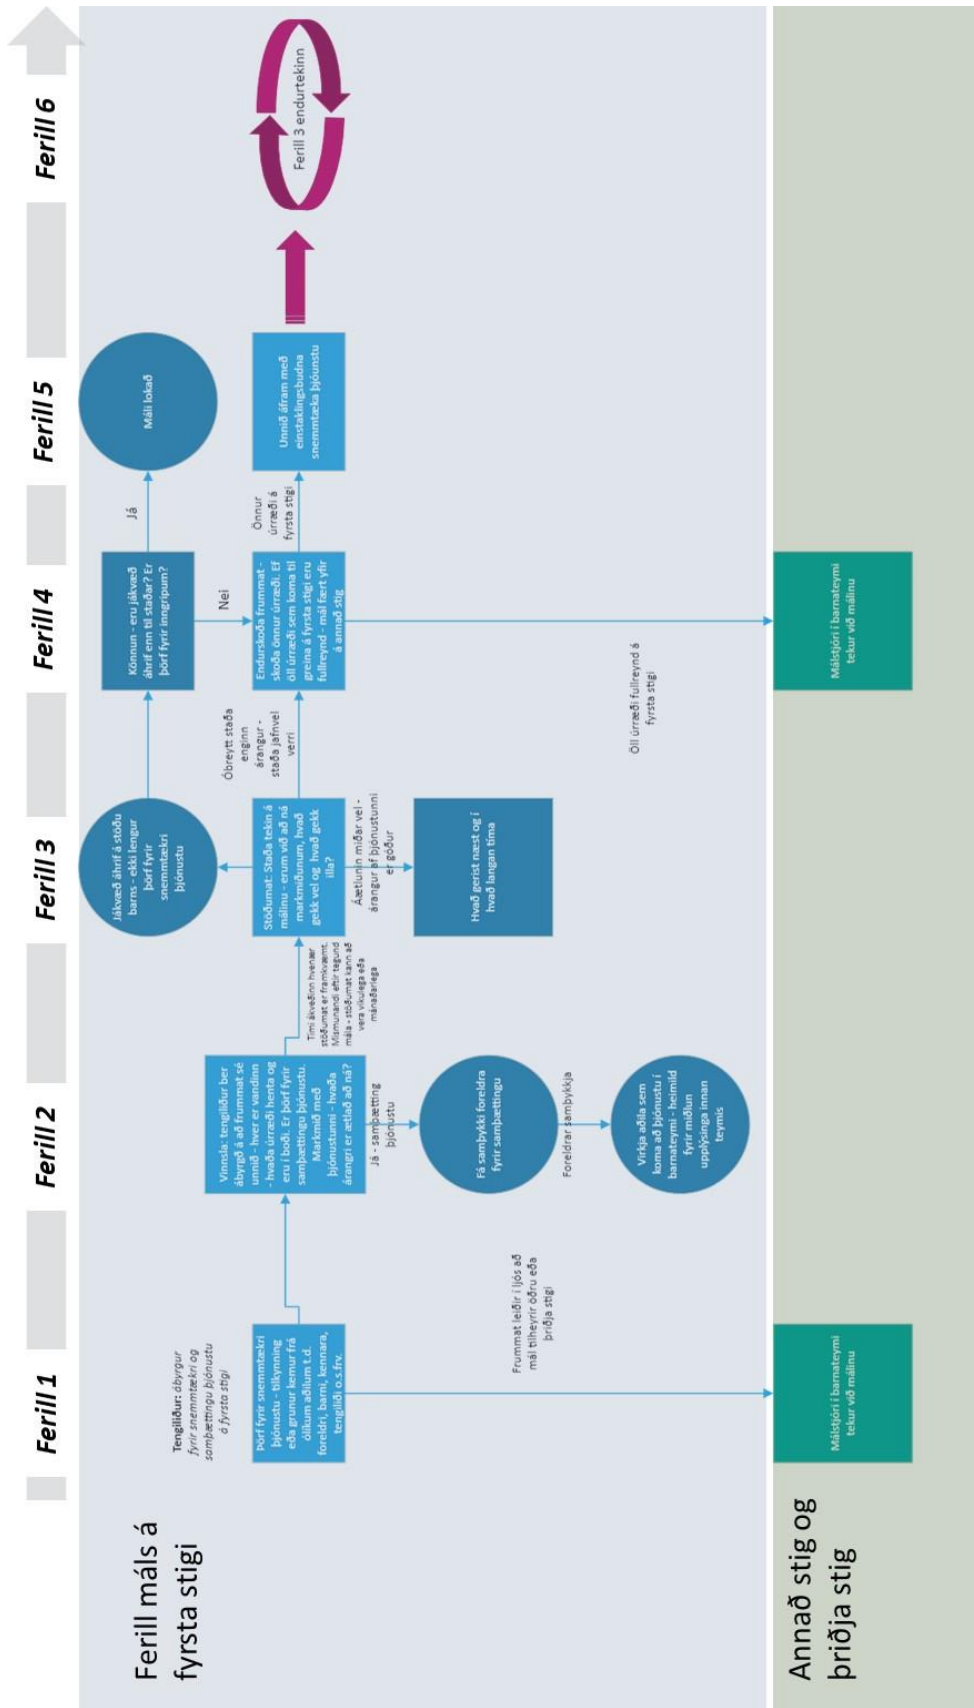 Ferill 1
Ferill 2
Ferill 3
Ferill 4
Ferill 5
Ferill 6
Ferill máls á
fyrsta stigi
Tengiliður: ábyrgur
fyrir snemmtækri og
samþættingu þjónustu
á fyrsta stigi
Þörf fyrir snemmtækri
þjónustu - tilkynning
eða grunur kemur frá
ólíkum aðilum t.d.
foreldri, barni, kennara,
tengiliði o.s.frv.
Frummat leiðir í ljós að
mál tilheyrir öðru eða
þriðja stigi
Vinnsla: tengiliður ber
ábyrgð á að frummat sé
unnið - hver er vandinn
- hvaða úrræði henta og
eru í boði. Er þörf fyrir
samþættingu þjónustu.
Markmið með
þjónustunni - hvaða
árangri er ætlað að ná?
Já - samþætting
þjónustu
Fá samþykki foreldra
fyrir samþættingu
Foreldrar samþykkja
Virkja aðila sem
koma að þjónustu í
barnateymi - heimild
fyrir miðlun
upplýsinga innan
teymis
Tími ákveðinn hvenær
stöðumat er framkvæmt.
Mismunandi eftir tegund
mála - stöðumat kann að
vera vikulega eða
mánaðarlega
Jákvæð áhrif á stöðu
barns - ekki lengur
þörf fyrir
snemmtækri
þjónustu
Stöðumat: Staða tekin á
málinu - erum við að ná
markmiðunum, hvað
gekk vel og hvað gekk
illa?
Áætlunin miðar vel -
árangur af þjónustunni
er góður
Hvað gerist næst og í
hvað langan tíma
Óbreytt staða
enginn
árangur -
staða jafnvel
verri
Könnun - eru jákvæð
áhrif enn til staðar? Er
þörf fyrir inngripum?
Já
Nei
Endurskoða frummat -
skoða önnur úrræði. Ef
öll úrræði sem koma til
greina á fyrsta stigi eru
fullreynd - mál fært yfir
á annað stig
Öll úrræði fullreynd á
fyrsta stigi
Önnur
úrræði á
fyrsta stigi
Máli lokað
Unnið áfram með
einstaklingsbudna
snemmtæka þjóunstu
Ferill 3 endurtekinn
Annað stig og
þriðja stig
Málstjóri í barnateymi
tekur við málinu
Málstjóri í barnateymi
tekur við málinu